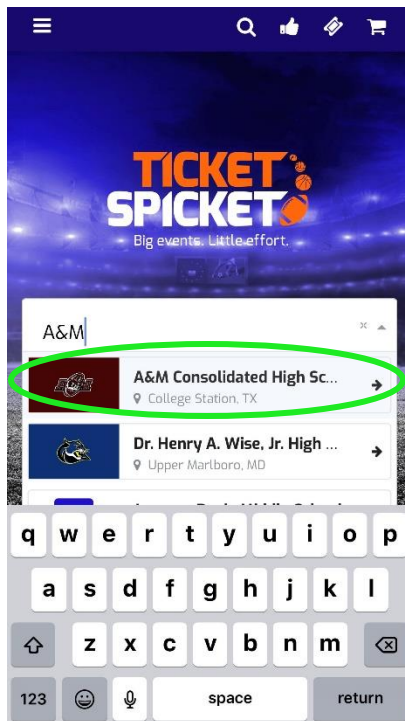 TICKET
SPICKET
Big events. Little effort.
A&M
A&M Consolidated High Sc...
College Station, TX
Dr. Henry A. Wise, Jr. High ...
Upper Marlboro, MD
q w e r t y u i o p
a s d f g h j k l
z x c v b n m
123 space return